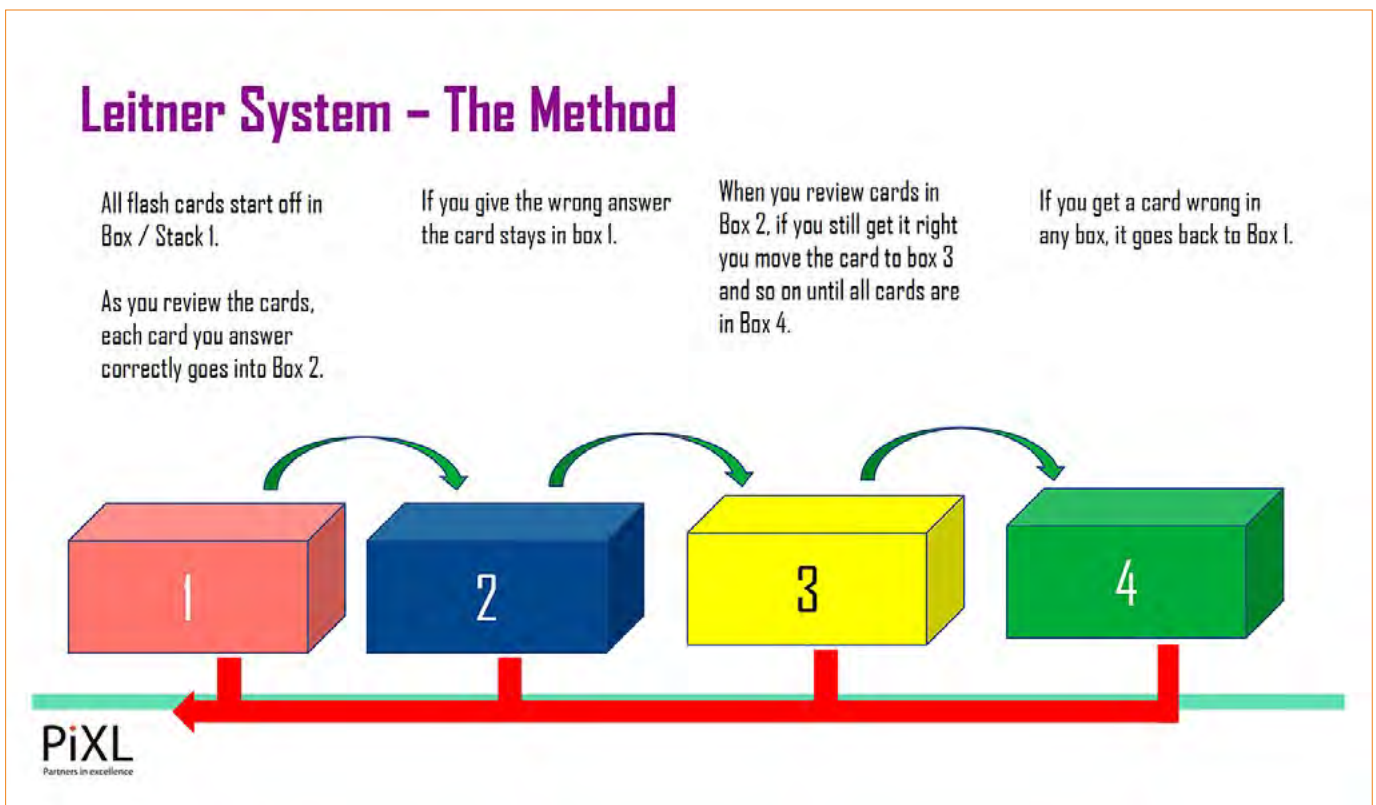 Leitner System – The Method
All flash cards start off in
Box / Stack 1.
As you review the cards,
each card you answer
correctly goes into Box 2.
If you give the wrong answer
the card stays in box 1.
When you review cards in
Box 2, if you still get it right
you move the card to box 3
and so on until all cards are
in Box 4.
If you get a card wrong in
any box, it goes back to Box 1.
1
2
3
4
PiXL
Partners in excellence